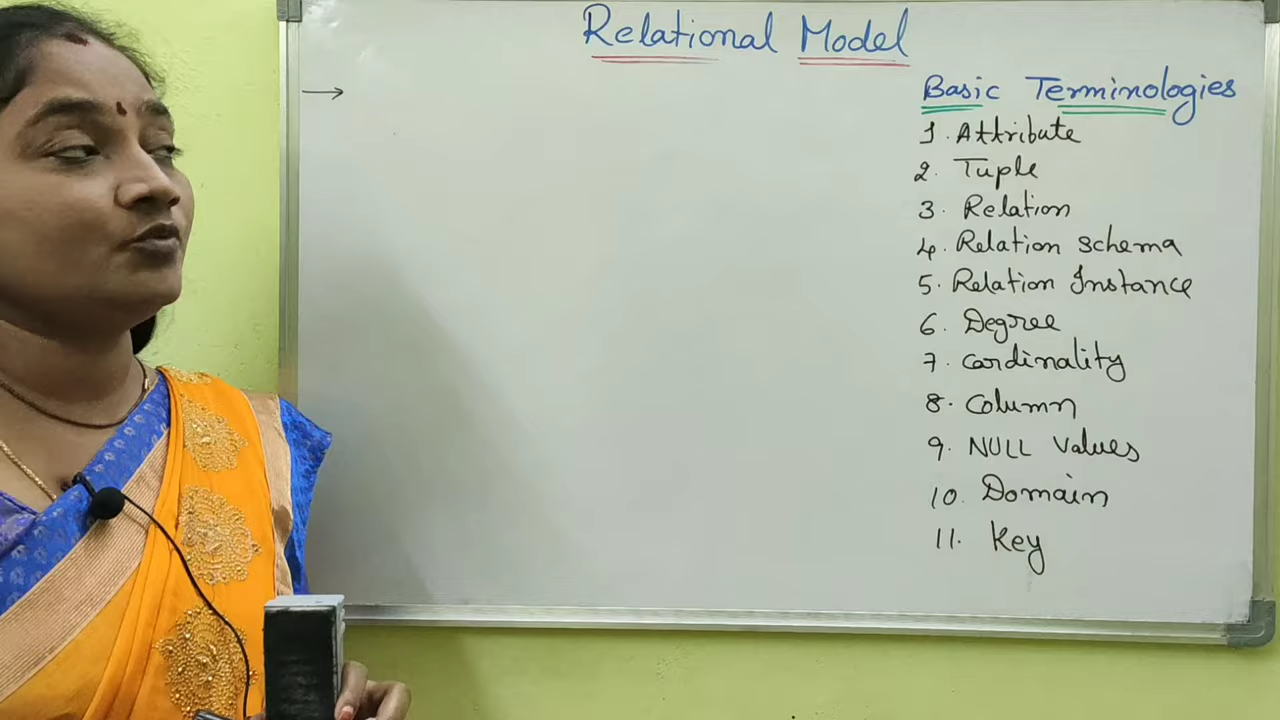 Relational Model
→
Basic Terminologies
1. Attribute
2. Tuple
3. Relation
4. Relation schema
5. Relation Instance
6. Degree
7. cardinality
8. column
9. NULL values
10. Domain
11. key